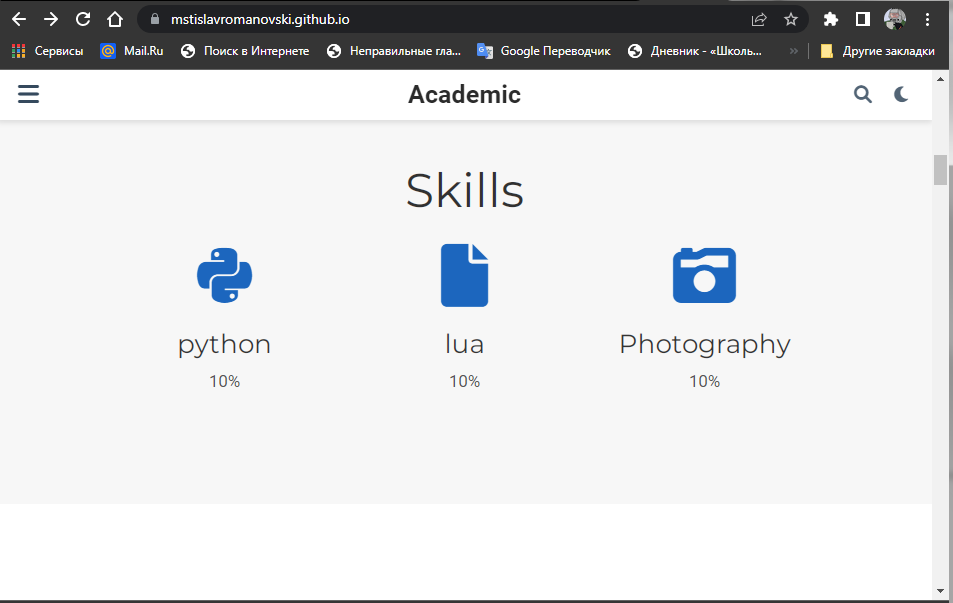 mstislavromanovski.github.io
Сервисы Mail.Ru Поиск в Интернете Неправильные гла... Google Переводчик Дневник - «Школь... » Другие закладки
Academic
Skills
python lua Photography
10% 10% 10%